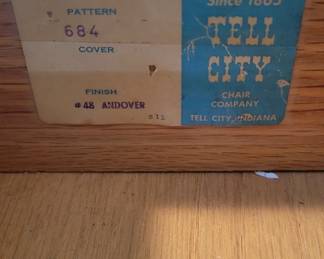 PATTERN
684
COVER
FINISH
#48 ANDOVER
Since 1865
TELL
CITY
CHAIR
COMPANY
TELL CITY, INDIANA